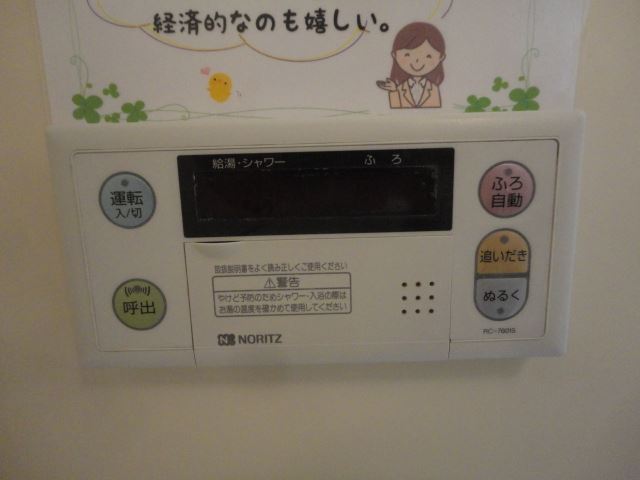 経済的なのも嬉しい。
給湯・シャワー ふろ
運転
入/切
ふろ
自動
追いだき
ぬるく
呼出
取扱説明書をよく読み正しくご使用ください
⚠警告
やけど予防のためシャワー・入浴の際は
お湯の温度を確かめて使用してください
NORITZ
RC-7601S